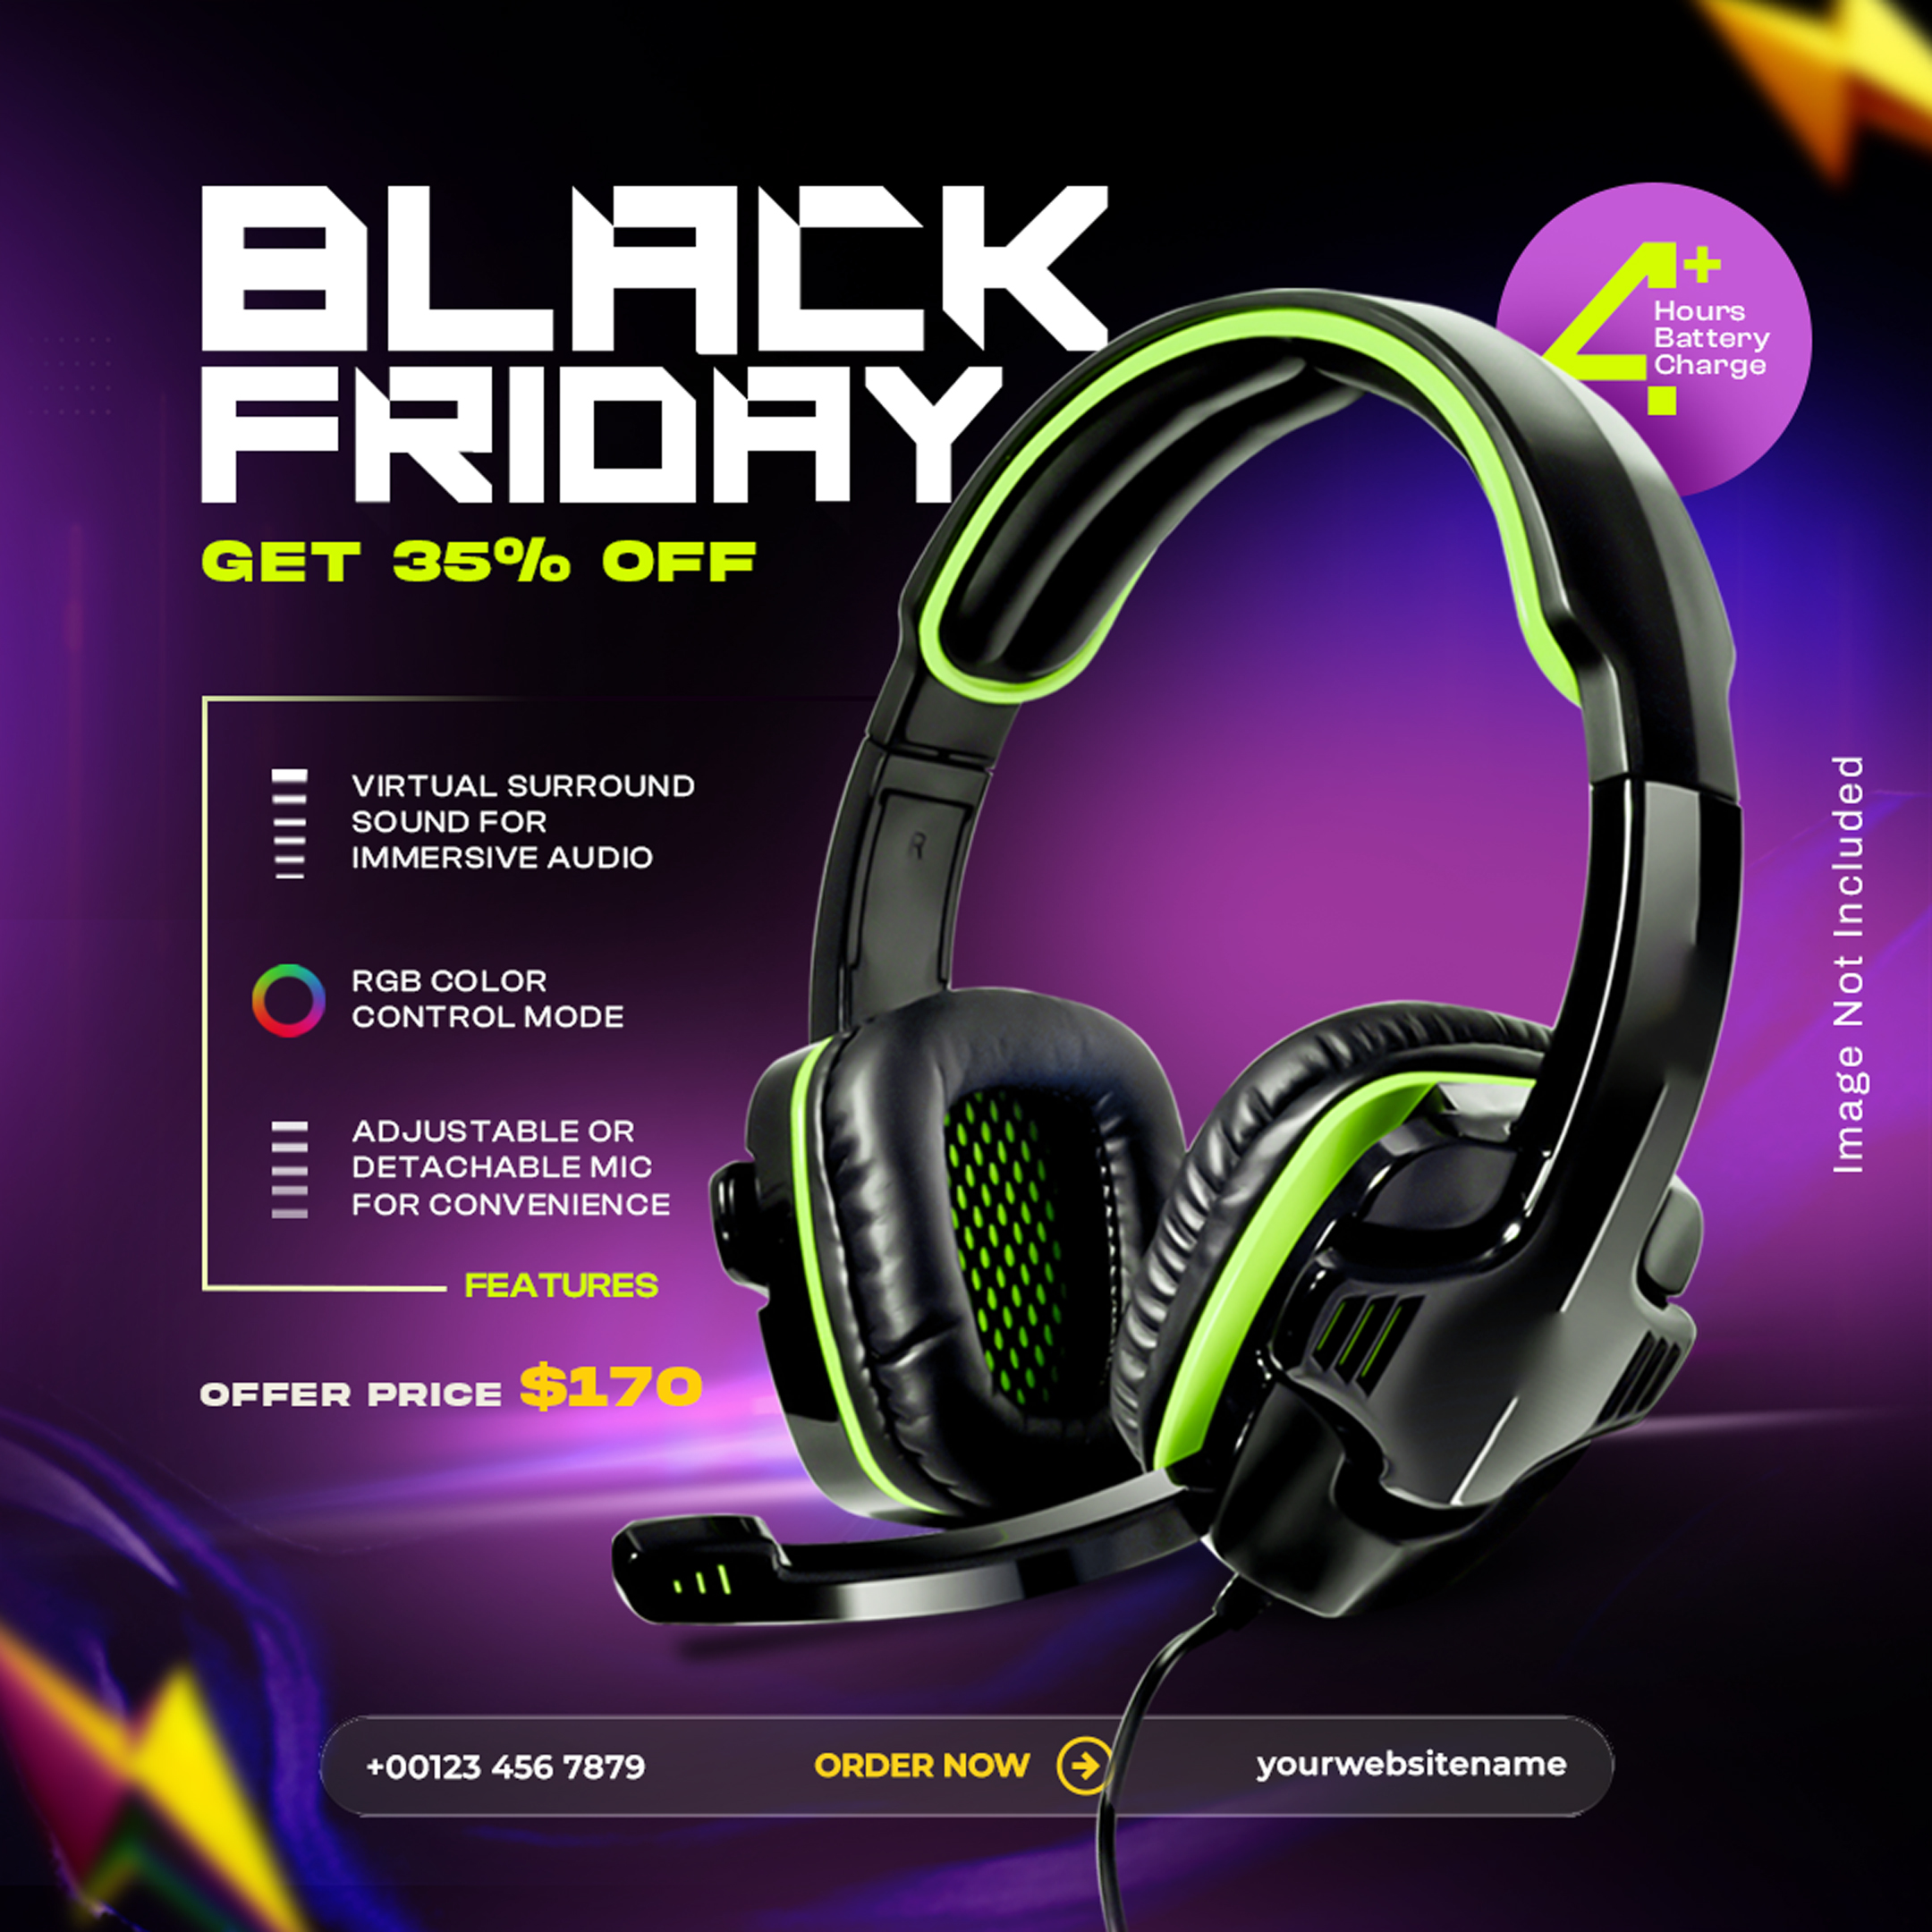 BLACK
FRIDAY
GET 35% OFF
4+
Hours
Battery
Charge
VIRTUAL SURROUND
SOUND FOR
IMMERSIVE AUDIO
RGB COLOR
CONTROL MODE
ADJUSTABLE OR
DETACHABLE MIC
FOR CONVENIENCE
FEATURES
OFFER PRICE $170
R
Image Not Included
+00123 456 7879
ORDER NOW
yourwebsitename